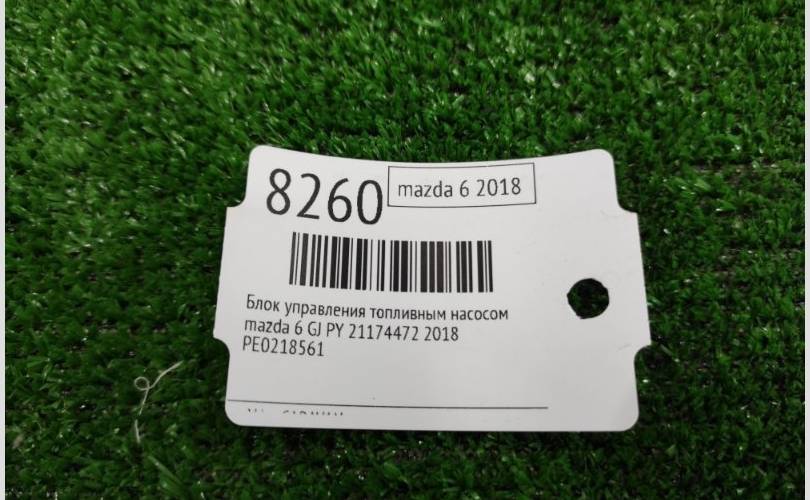 8260
mazda 6 2018
Блок управления топливным насосом
mazda 6 GJ PY 21174472 2018
PE0218561